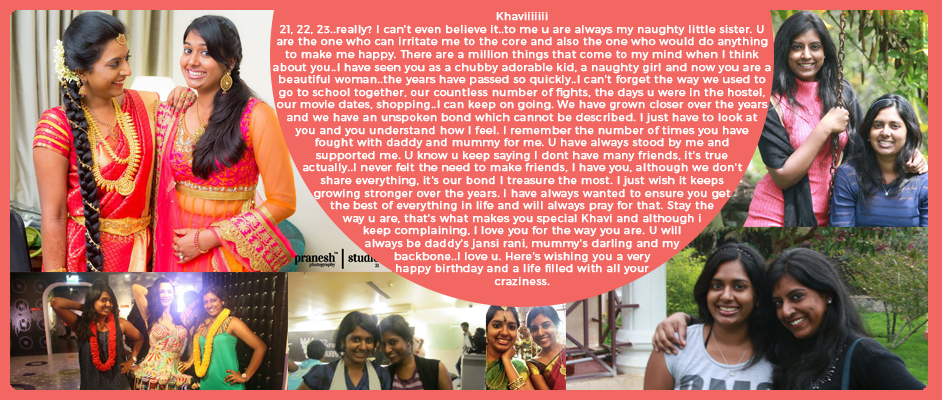 Khaviiiiiii
21, 22, 23..really? I can't even believe it..to me u are always my naughty little sister. U
are the one who can irritate me to the core and also the one who would do anything
to make me happy. There are a million things that come to my mind when I think
about you..I have seen you as a chubby adorable kid, a naughty girl and now you are a
beautiful woman..the years have passed so quickly..I can't forget the way we used to
go to school together, our countless number of fights, the days u were in the hostel,
our movie dates, shopping..I can keep on going. We have grown closer over the years
and we have an unspoken bond which cannot be described. I just have to look at
you and you understand how I feel. I remember the number of times you have
fought with daddy and mummy for me. U have always stood by me and
supported me. U know u keep saying I dont have many friends, it's true
actually..I never felt the need to make friends, I have you, although we don't
share everything, it's our bond I treasure the most. I just wish it keeps
growing stronger over the years. I have always wanted to ensure you get
the best of everything in life and will always pray for that. Stay the
way u are, that's what makes you special Khavi and although I
keep complaining, I love you for the way you are. U will
always be daddy's jansi rani, mummy's darling and my
backbone..I love u. Here's wishing you a very
happy birthday and a life filled with all your
craziness.
pranesh studio
photography